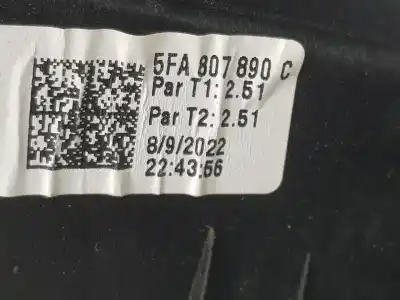 5FA 807 890 C
Par T1: 2.51
Par T2: 2.51
8/9/2022
22:43:56